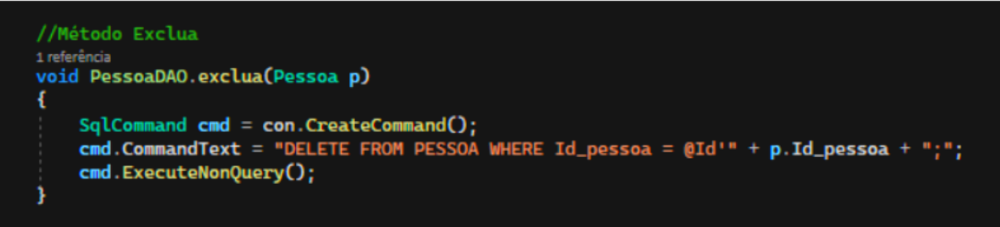 //Método Exclua
1 referência
void PessoaDAO.exclua(Pessoa p)
{
SqlCommand cmd = con.CreateCommand();
cmd.CommandText = "DELETE FROM PESSOA WHERE Id_pessoa = @Id'" + p.Id_pessoa + ";";
cmd.ExecuteNonQuery();
}